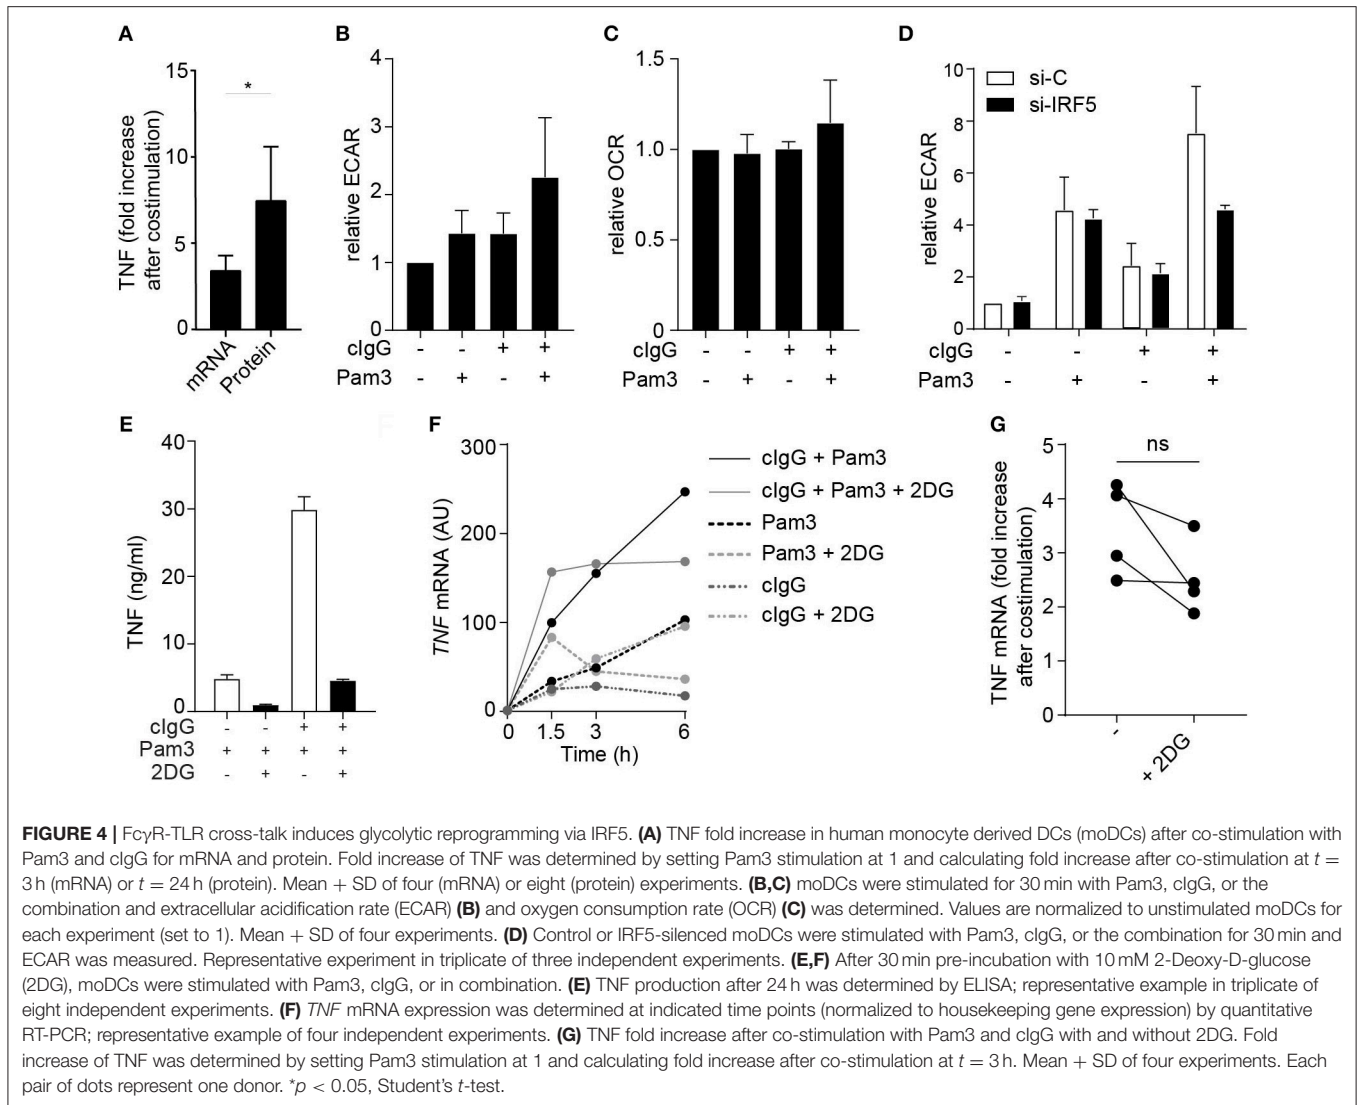 A
B
C
D
TNF (fold increase
after costimulation)
15
10
5
0
*
mRNA
Protein
relative ECAR
4
3
2
1
0
cIgG - - + +
Pam3 - + - +
relative OCR
1.5
1.0
0.5
0
cIgG - - + +
Pam3 - + - +
relative ECAR
10
8
6
4
2
0
si-C
si-IRF5
cIgG - - + +
Pam3 - + - +
E
F
F
G
TNF (ng/ml)
40
30
20
10
0
cIgG - - + +
Pam3 + + + +
2DG - + - +
TNF mRNA (AU)
300
200
100
0
0 1.5 3 6
Time (h)
cIgG + Pam3
cIgG + Pam3 + 2DG
Pam3
Pam3 + 2DG
cIgG
cIgG + 2DG
TNF mRNA (fold increase
after costimulation)
5
4
3
2
1
0
ns
-
+ 2DG
FIGURE 4 | FcγR-TLR cross-talk induces glycolytic reprogramming via IRF5. (A) TNF fold increase in human monocyte derived DCs (moDCs) after co-stimulation with
Pam3 and cIgG for mRNA and protein. Fold increase of TNF was determined by setting Pam3 stimulation at 1 and calculating fold increase after co-stimulation at t =
3 h (mRNA) or t = 24 h (protein). Mean + SD of four (mRNA) or eight (protein) experiments. (B,C) moDCs were stimulated for 30 min with Pam3, cIgG, or the
combination and extracellular acidification rate (ECAR) (B) and oxygen consumption rate (OCR) (C) was determined. Values are normalized to unstimulated moDCs for
each experiment (set to 1). Mean + SD of four experiments. (D) Control or IRF5-silenced moDCs were stimulated with Pam3, cIgG, or the combination for 30 min and
ECAR was measured. Representative experiment in triplicate of three independent experiments. (E,F) After 30 min pre-incubation with 10 mM 2-Deoxy-D-glucose
(2DG), moDCs were stimulated with Pam3, cIgG, or in combination. (E) TNF production after 24 h was determined by ELISA; representative example in triplicate of
eight independent experiments. (F) TNF mRNA expression was determined at indicated time points (normalized to housekeeping gene expression) by quantitative
RT-PCR; representative example of four independent experiments. (G) TNF fold increase after co-stimulation with Pam3 and cIgG with and without 2DG. Fold
increase of TNF was determined by setting Pam3 stimulation at 1 and calculating fold increase after co-stimulation at t = 3 h. Mean + SD of four experiments. Each
pair of dots represent one donor. *p < 0.05, Student's t-test.